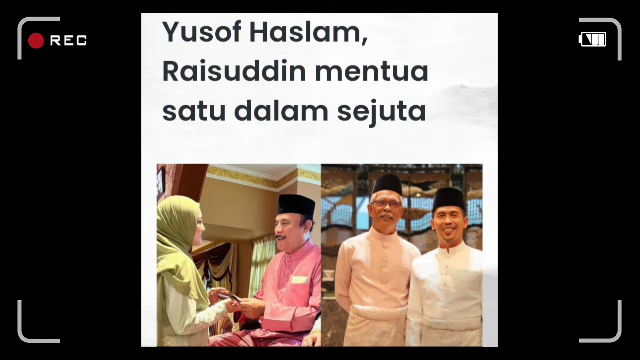 REC
Yusof Haslam,
Raisuddin mentua
satu dalam sejuta